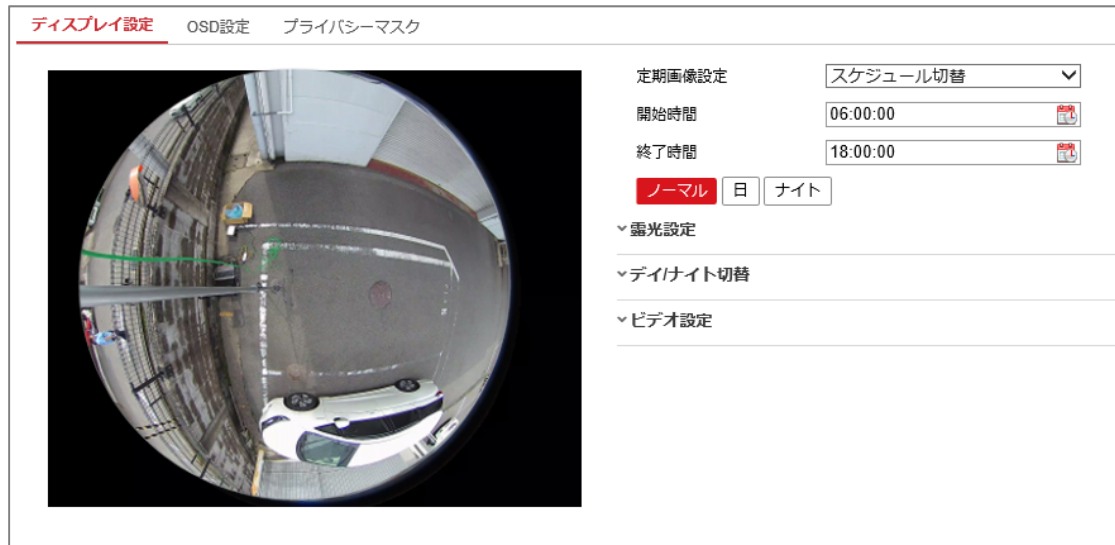 ディスプレイ設定 OSD設定 プライバシーマスク
定期画像設定 スケジュール切替
開始時間 06:00:00
終了時間 18:00:00
ノーマル 日 ナイト
露光設定
デイ/ナイト切替
ビデオ設定